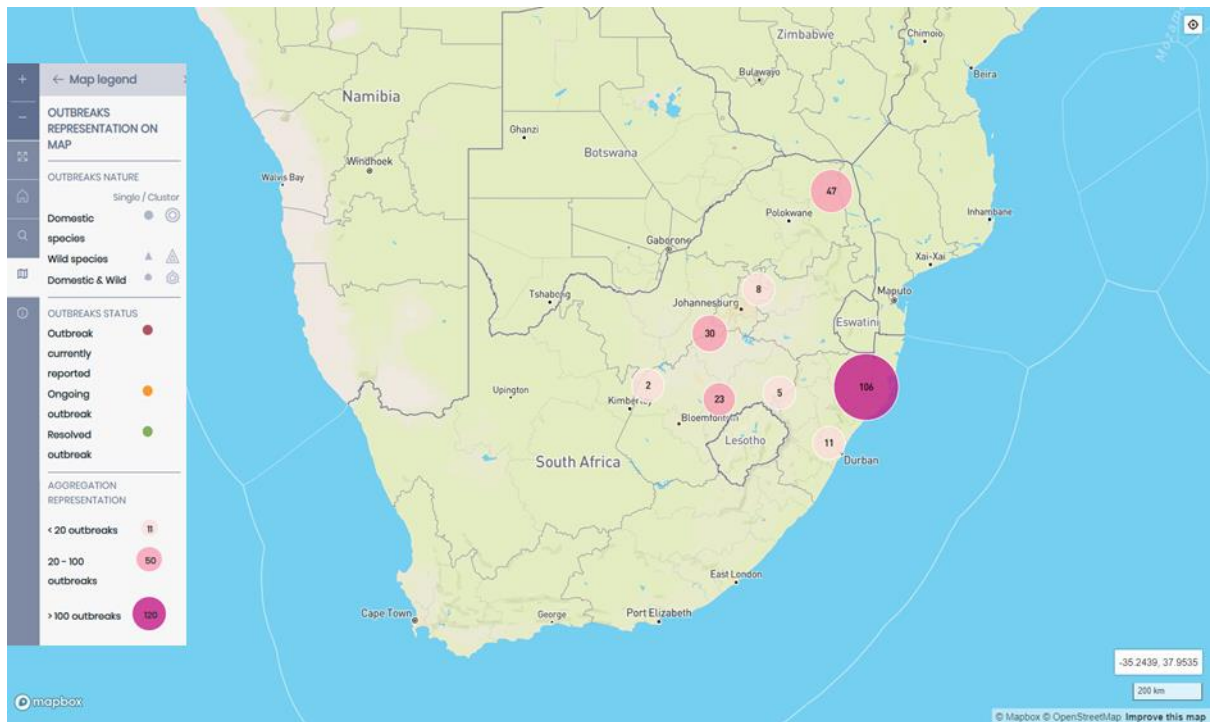 ← Map legend
OUTBREAKS
REPRESENTATION ON
MAP
OUTBREAKS NATURE
Single / Cluster
Domestic
species
Wild species
Domestic & Wild
OUTBREAKS STATUS
Outbreak
currently
reported
Ongoing
outbreak
Resolved
outbreak
AGGREGATION
REPRESENTATION
< 20 outbreaks 11
20 - 100 50
outbreaks
> 100 outbreaks 120
Zimbabwe
Chimoio
Bulawayo
Beira
Namibia
Ghanzi
Botswana
Windhoek
Walvis Bay
47
Polokwane
Inhambane
Gaborone
Xai-Xai
Tshabong
8
Maputo
Johannesburg
Eswatini
30
2
106
5
Upington
Kimberley
23
Bloemfontein
Lesotho
11
Durban
South Africa
East London
Cape Town
George
Port Elizabeth
-35.2439, 37.9535
200 km
mapbox
© Mapbox © OpenStreetMap Improve this map